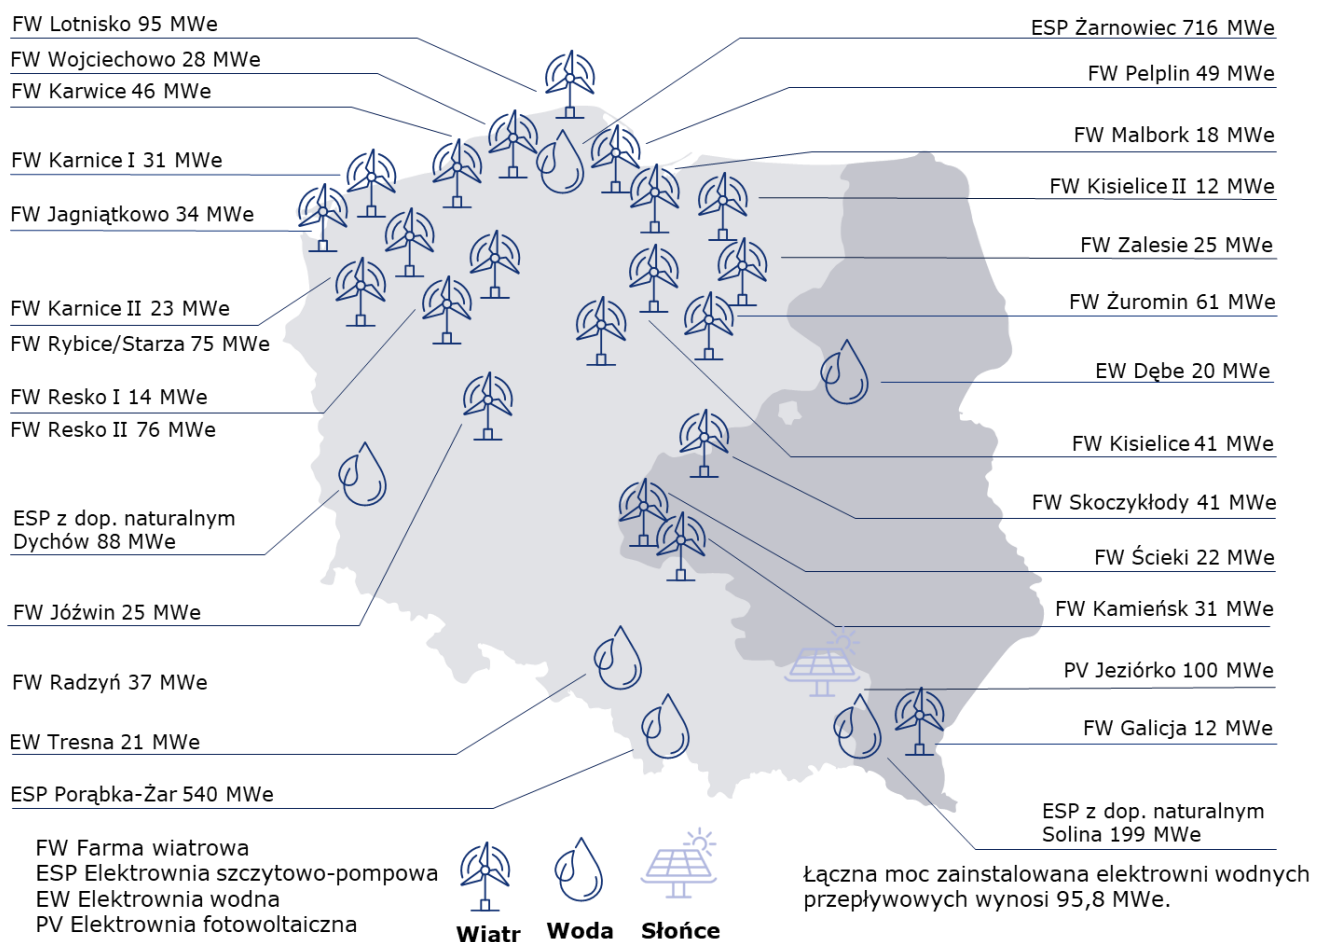 FW Lotnisko 95 MWe
FW Wojciechowo 28 MWe
FW Karwice 46 MWe
FW Karnice I 31 MWe
FW Jagniątkowo 34 MWe
FW Karnice II 23 MWe
FW Rybice/Starza 75 MWe
FW Resko I 14 MWe
FW Resko II 76 MWe
ESP z dop. naturalnym
Dychów 88 MWe
FW Jóźwin 25 MWe
FW Radzyń 37 MWe
EW Tresna 21 MWe
ESP Porąbka-Żar 540 MWe
ESP Żarnowiec 716 MWe
FW Pelplin 49 MWe
FW Malbork 18 MWe
FW Kisielice II 12 MWe
FW Zalesie 25 MWe
FW Żuromin 61 MWe
EW Dębe 20 MWe
FW Kisielice 41 MWe
FW Skoczykłody 41 MWe
FW Ścieki 22 MWe
FW Kamieńsk 31 MWe
PV Jeziórko 100 MWe
FW Galicja 12 MWe
ESP z dop. naturalnym
Solina 199 MWe
FW Farma wiatrowa
ESP Elektrownia szczytowo-pompowa
EW Elektrownia wodna
PV Elektrownia fotowoltaiczna
Wiatr
Woda
Słońce
Łączna moc zainstalowana elektrowni wodnych
przepływowych wynosi 95,8 MWe.